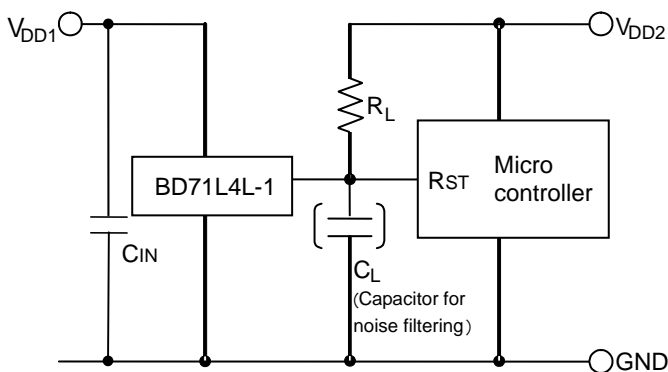 VDD1
VDD2
RL
BD71L4L-1
RST
Micro
controller
CIN
CL
(Capacitor for
noise filtering)
GND